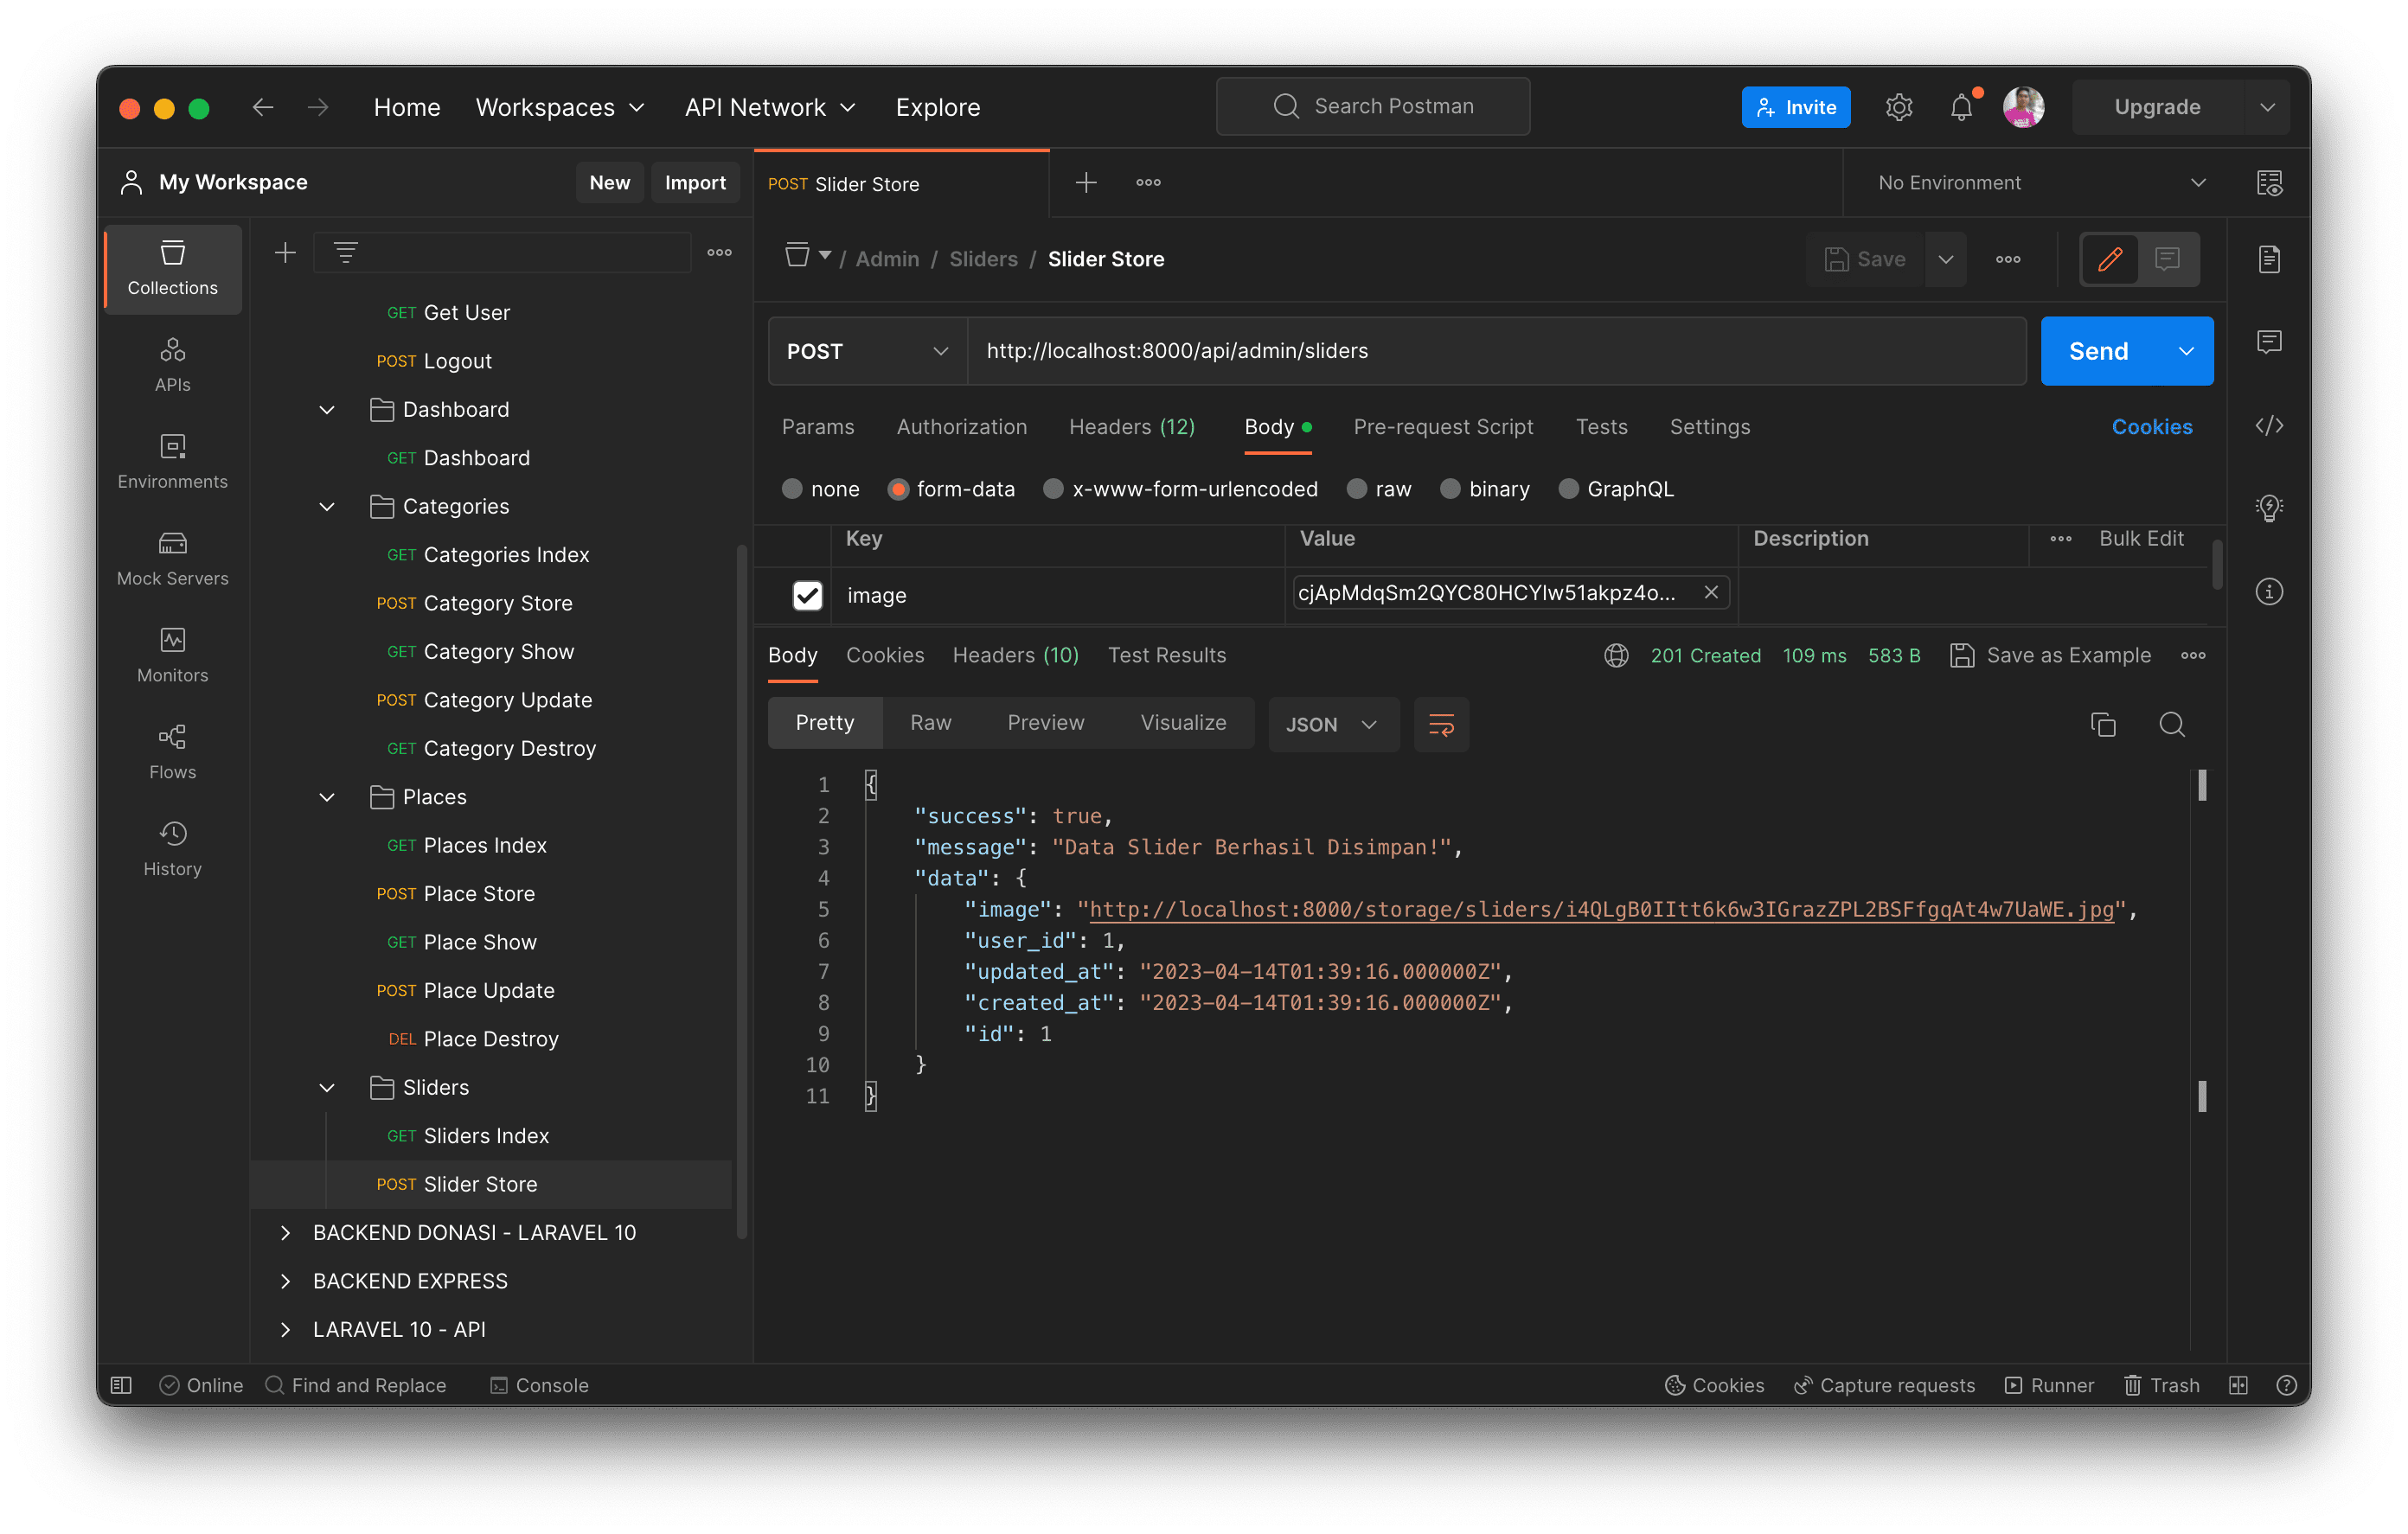 Home Workspaces API Network Explore
Search Postman
Invite
Upgrade
My Workspace
New Import
POST Slider Store
No Environment
Collections
APIs
Environments
Mock Servers
Monitors
Flows
History
GET Get User
POST Logout
Dashboard
GET Dashboard
Categories
GET Categories Index
POST Category Store
GET Category Show
POST Category Update
GET Category Destroy
Places
GET Places Index
POST Place Store
GET Place Show
POST Place Update
DEL Place Destroy
Sliders
GET Sliders Index
POST Slider Store
BACKEND DONASI - LARAVEL 10
BACKEND EXPRESS
LARAVEL 10 - API
/ Admin / Sliders / Slider Store
Save
POST http://localhost:8000/api/admin/sliders
Send
Params Authorization Headers (12) Body Pre-request Script Tests Settings Cookies
none form-data x-www-form-urlencoded raw binary GraphQL
Key Value Description Bulk Edit
image cjApMdqSm2QYC80HCYIw51akpz4o...
Body Cookies Headers (10) Test Results
201 Created 109 ms 583 B Save as Example
Pretty Raw Preview Visualize JSON
1 {
2 "success": true,
3 "message": "Data Slider Berhasil Disimpan!",
4 "data": {
5 "image": "http://localhost:8000/storage/sliders/i4QLgB0IItt6k6w3IGrazZPL2BSFfgqAt4w7UaWE.jpg",
6 "user_id": 1,
7 "updated_at": "2023-04-14T01:39:16.000000Z",
8 "created_at": "2023-04-14T01:39:16.000000Z",
9 "id": 1
10 }
11 }
Online Find and Replace Console
Cookies Capture requests Runner Trash